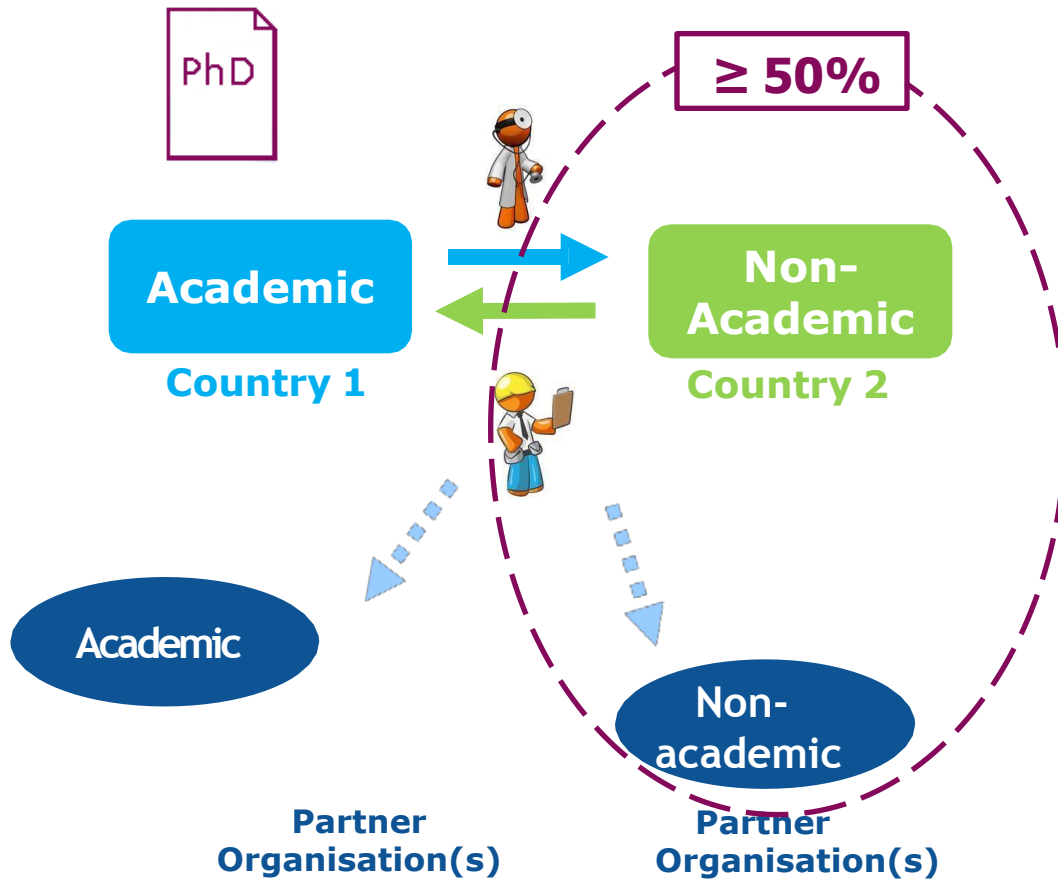 PhD
≥ 50%
Academic
Non-
Academic
Country 1
Country 2
Academic
Non-
academic
Partner
Organisation(s)
Partner
Organisation(s)